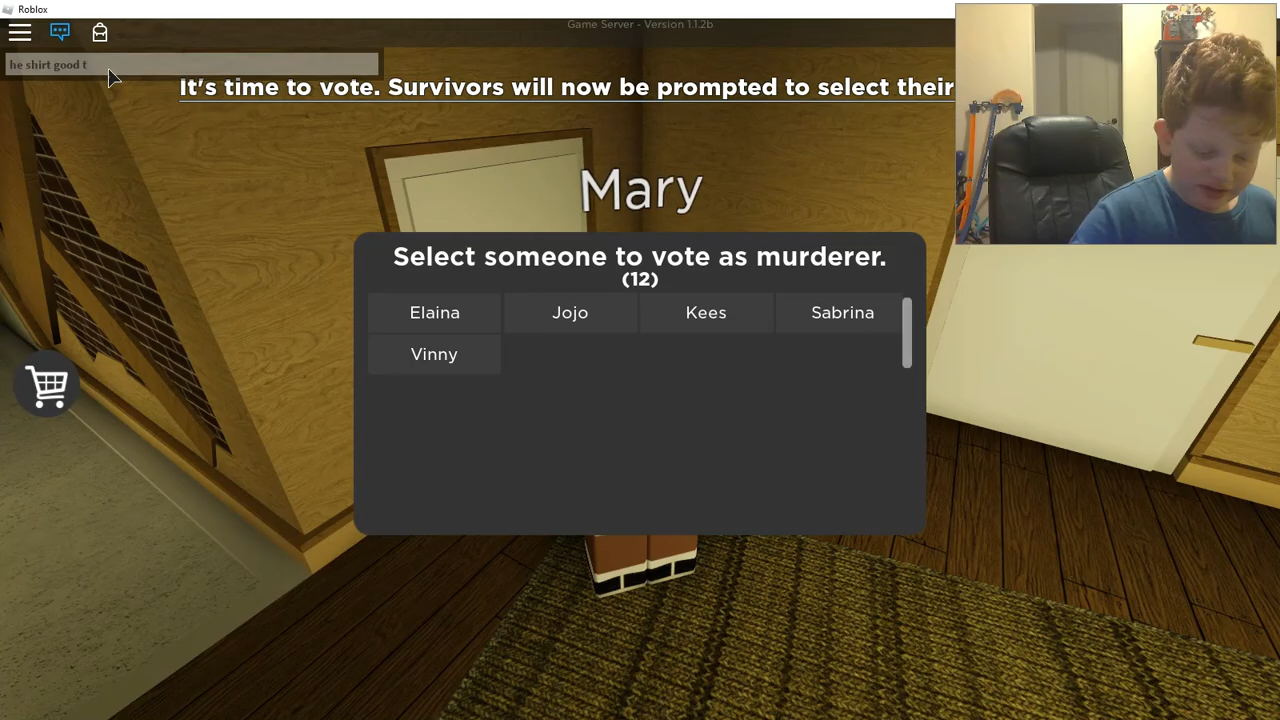 Roblox
Game Server - Version 1.1.2b
he shirt good t
It's time to vote. Survivors will now be prompted to select their
Mary
Select someone to vote as murderer.
(12)
Elaina Jojo Kees Sabrina
Vinny